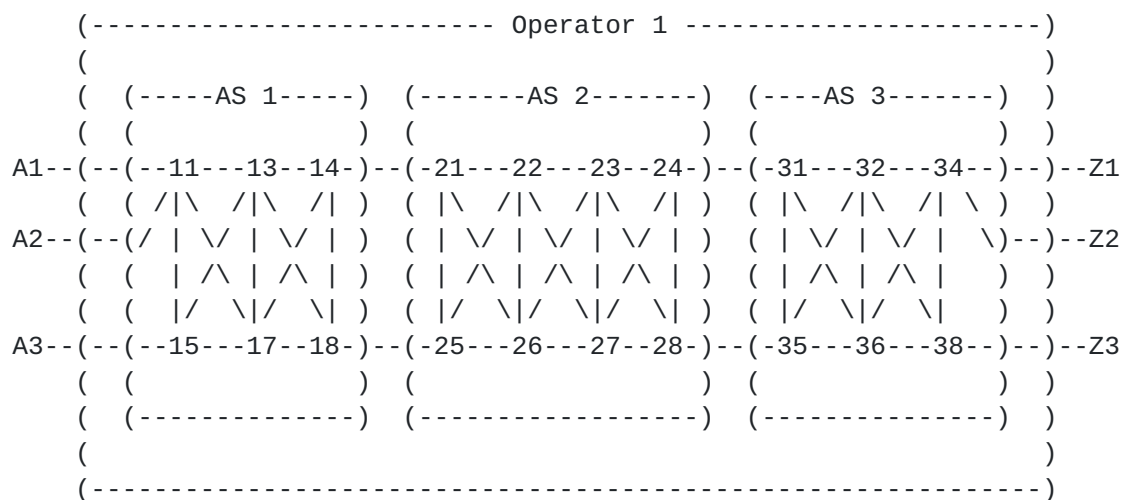 (-------------------------- Operator 1 -----------------------)
(                                                             )
(  (-----AS 1-----)  (-------AS 2-------)  (----AS 3-------)  )
(  (              )  (                  )  (               )  )
A1--(--(--11---13--14-)--(-21---22---23--24-)--(-31---32---34--)--)--Z1
(  ( /|\  /|\  /| )  ( |\  /|\  /|\  /| )  ( |\  /|\  /| \ )  )
A2--(--(/ | \/ | \/ | )  ( | \/ | \/ | \/ | )  ( | \/ | \/ |  \)--)--Z2
(  (  | /\ | /\ | )  ( | /\ | /\ | /\ | )  ( | /\ | /\ |   )  )
(  (  |/  \|/  \| )  ( |/  \|/  \|/  \| )  ( |/  \|/  \|   )  )
A3--(--(--15---17--18-)--(-25---26---27--28-)--(-35---36---38--)--)--Z3
(  (              )  (                  )  (               )  )
(  (--------------)  (------------------)  (---------------)  )
(                                                             )
(-------------------------------------------------------------)